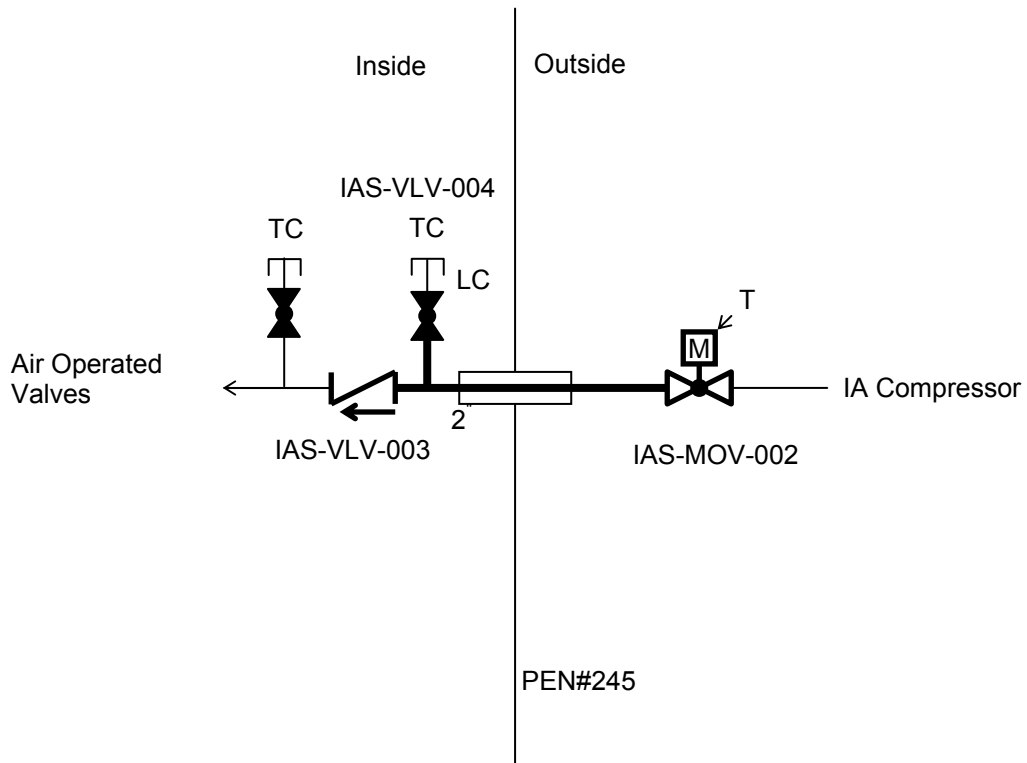 Inside
Outside
IAS-VLV-004
TC
TC
LC
T
M
Air Operated
Valves
IA Compressor
2"
IAS-VLV-003
IAS-MOV-002
PEN#245